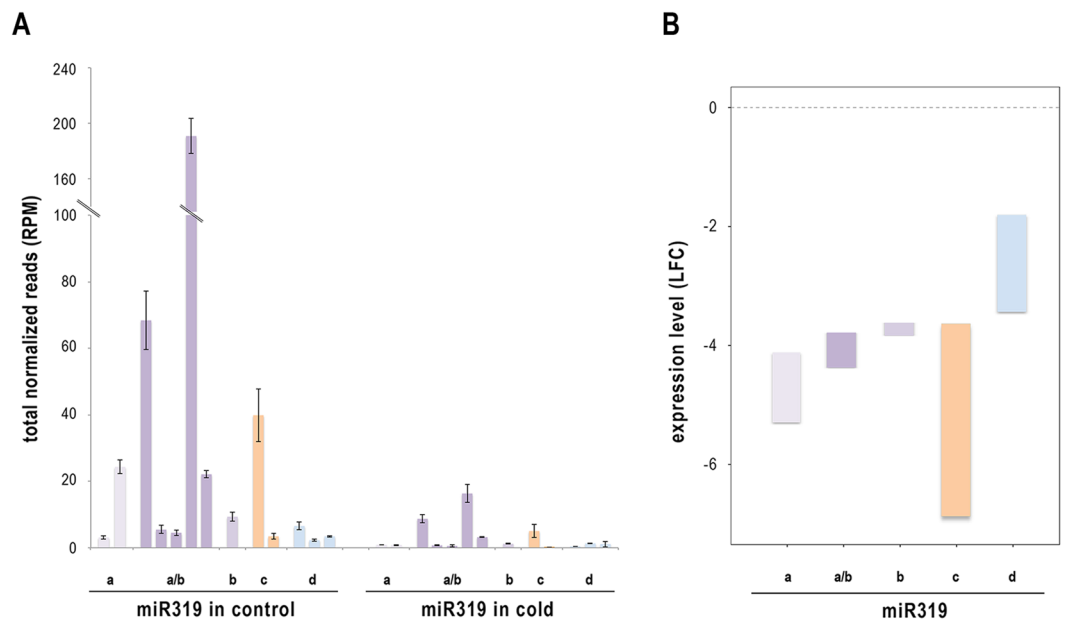 A
B
total normalized reads (RPM)
240
200
160
100
80
60
40
20
0
a a/b b c d a a/b b c d
miR319 in control miR319 in cold
expression level (LFC)
0
-2
-4
-6
a a/b b c d
miR319